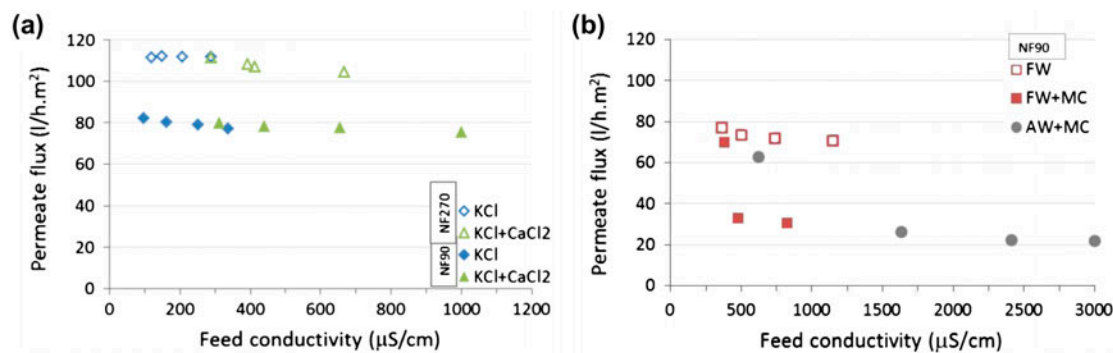 (a)
120
100
80
60
40
20
0
Permeate flux (l/h.m²)
0 200 400 600 800 1000 1200
Feed conductivity (µS/cm)
NF270
KCl
KCl+CaCl2
NF90
KCl
KCl+CaCl2
(b)
120
100
80
60
40
20
0
Permeate flux (l/h.m²)
0 500 1000 1500 2000 2500 3000
Feed conductivity (µS/cm)
NF90
FW
FW+MC
AW+MC